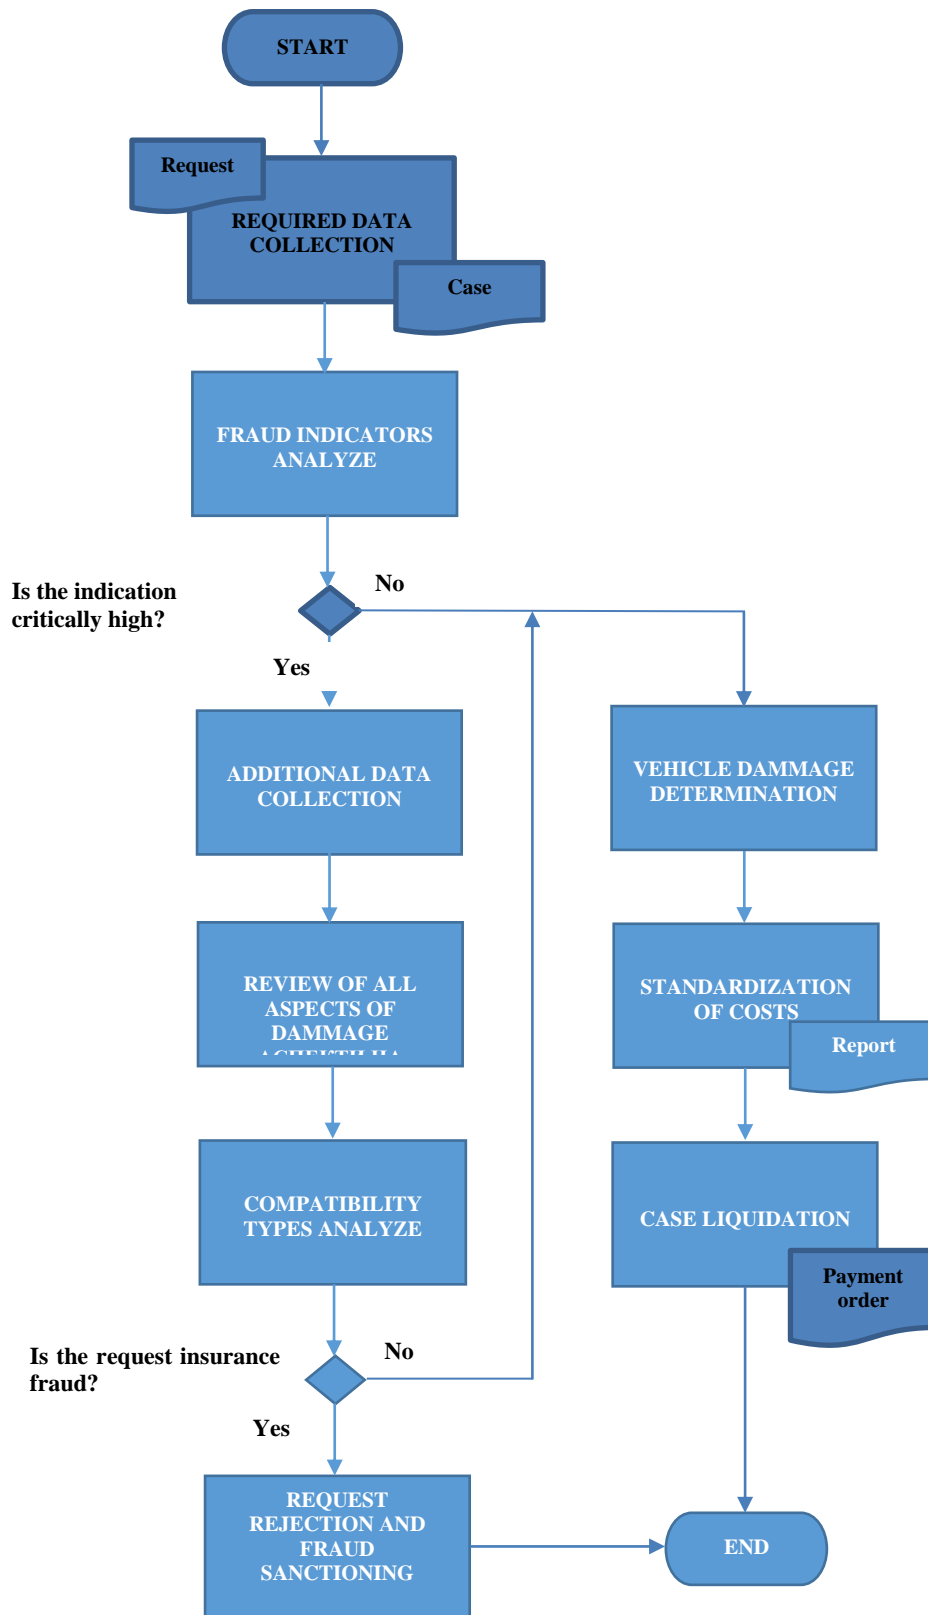 START
Request
REQUIRED DATA
COLLECTION
Case
FRAUD INDICATORS
ANALYZE
Is the indication
critically high?
No
Yes
ADDITIONAL DATA
COLLECTION
VEHICLE DAMMAGE
DETERMINATION
REVIEW OF ALL
ASPECTS OF
DAMMAGE
STANDARDIZATION
OF COSTS
Report
COMPATIBILITY
TYPES ANALYZE
CASE LIQUIDATION
Payment
order
Is the request insurance
fraud?
No
Yes
REQUEST
REJECTION AND
FRAUD
SANCTIONING
END